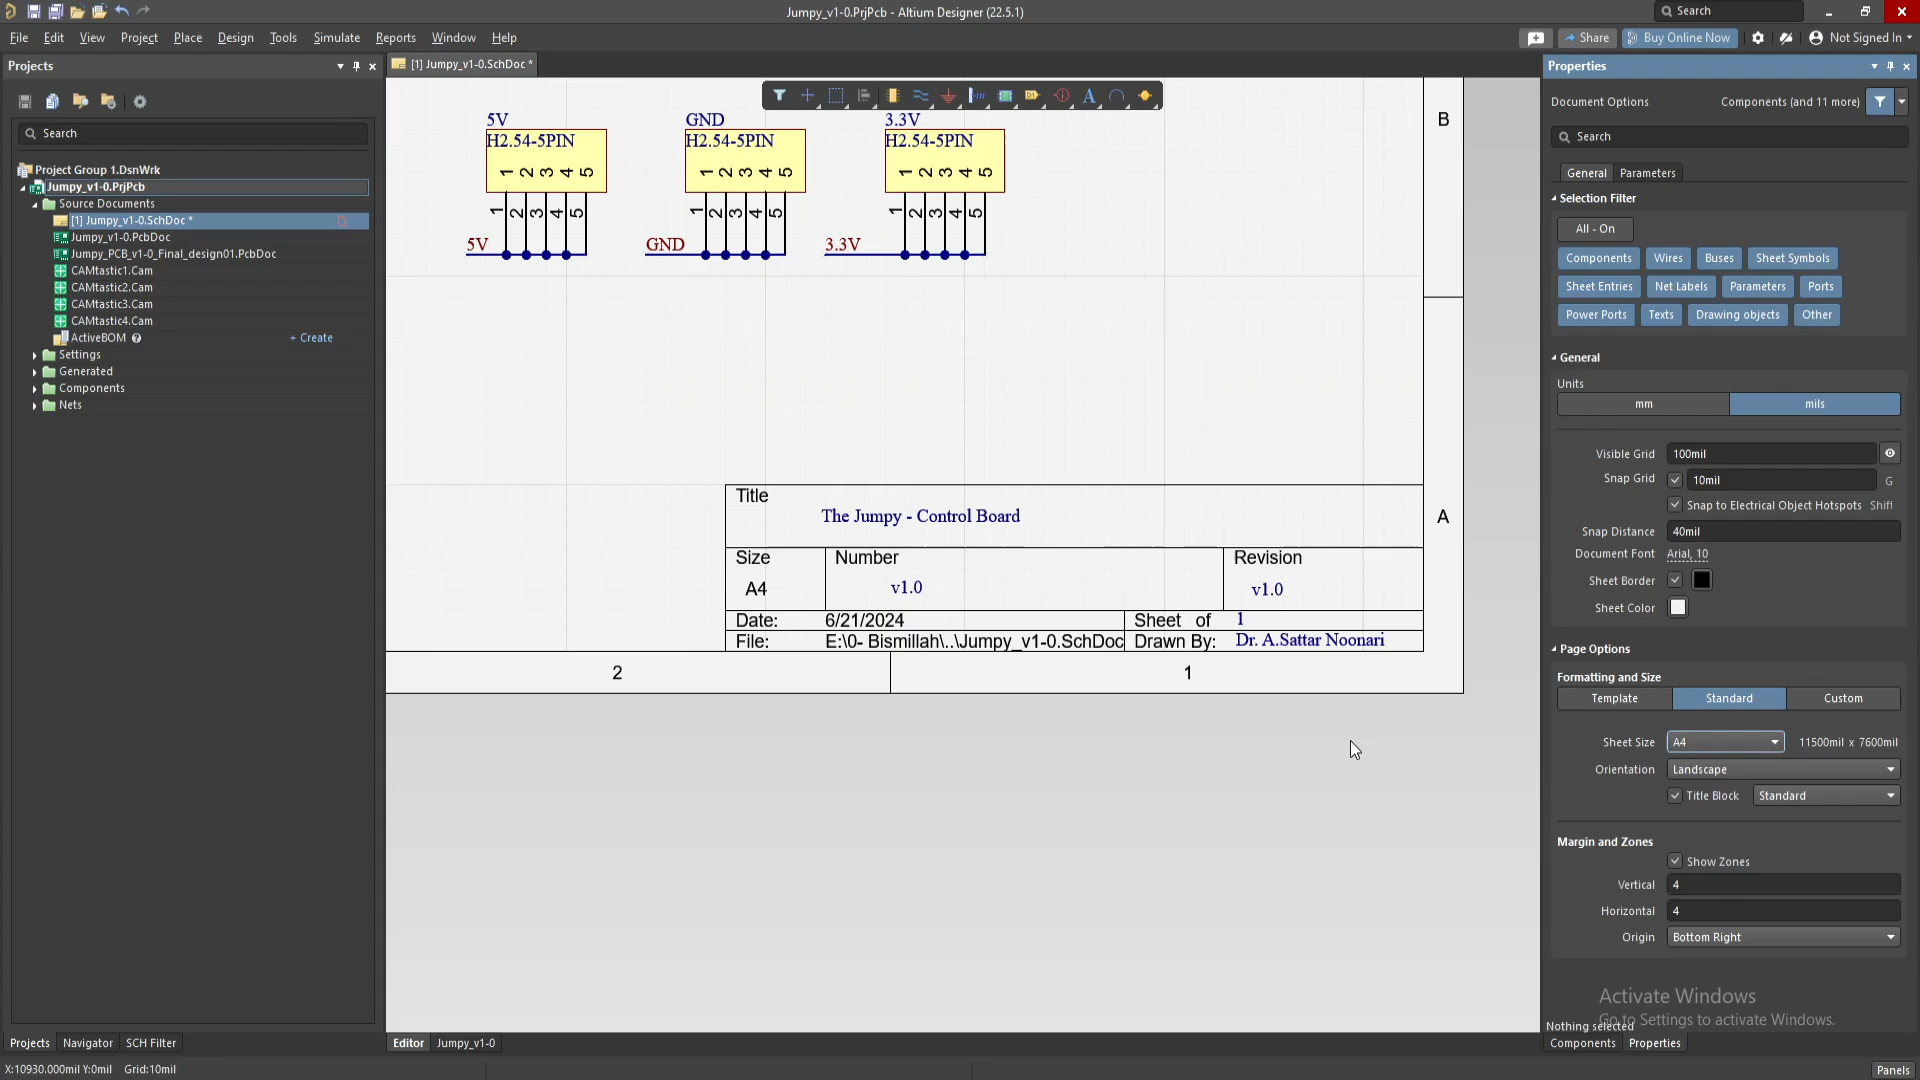 Jumpy_v1-0.PrjPcb - Altium Designer (22.5.1)
Search
File Edit View Project Place Design Tools Simulate Reports Window Help
Share Buy Online Now Not Signed In
Projects
Search
Project Group 1.DsnWrk
Jumpy_v1-0.PrjPcb
Source Documents
[1] Jumpy_v1-0.SchDoc *
Jumpy_v1-0.PcbDoc
Jumpy_PCB_v1-0_Final_design01.PcbDoc
CAMtastic1.Cam
CAMtastic2.Cam
CAMtastic3.Cam
CAMtastic4.Cam
ActiveBOM + Create
Settings
Generated
Components
Nets
[1] Jumpy_v1-0.SchDoc *
5V GND 3.3V
H2.54-5PIN H2.54-5PIN H2.54-5PIN
1 2 3 4 5 1 2 3 4 5 1 2 3 4 5
1 2 3 4 5 1 2 3 4 5 1 2 3 4 5
5V GND 3.3V
B
A
Title
The Jumpy - Control Board
Size Number Revision
A4 v1.0 v1.0
Date: 6/21/2024 Sheet of 1
File: E:\0- Bismillah\..\Jumpy_v1-0.SchDoc Drawn By: Dr. A.Sattar Noonari
2 1
Properties
Document Options Components (and 11 more)
Search
General Parameters
Selection Filter
All - On
Components Wires Buses Sheet Symbols
Sheet Entries Net Labels Parameters Ports
Power Ports Texts Drawing objects Other
General
Units
mm mils
Visible Grid 100mil
Snap Grid 10mil G
Snap to Electrical Object Hotspots Shift
Snap Distance 40mil
Document Font Arial, 10
Sheet Border
Sheet Color
Page Options
Formatting and Size
Template Standard Custom
Sheet Size A4 11500mil x 7600mil
Orientation Landscape
Title Block Standard
Margin and Zones
Show Zones
Vertical 4
Horizontal 4
Origin Bottom Right
Activate Windows
Go to Settings to activate Windows.
Nothing selected
Projects Navigator SCH Filter
Editor Jumpy_v1-0
Components Properties
X:10930.000mil Y:0mil Grid:10mil
Panels